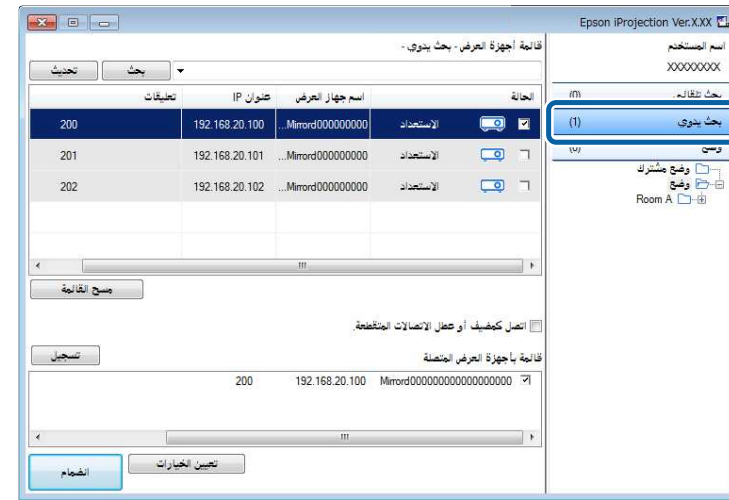 Epson iProjection Ver.X.XX
اسم المستخدم
XXXXXXXX
بحث تلقائي (0)
بحث يدوي (1)
وضع (0)
وضع مشترك
وضع
Room A
قائمة أجهزة العرض - بحث يدوي -
بحث تحديث
الحالة اسم جهاز العرض عنوان IP تعليقات
الاستعداد Mirrord000000000... 192.168.20.100 200
الاستعداد Mirrord000000000... 192.168.20.101 201
الاستعداد Mirrord000000000... 192.168.20.102 202
مسح القائمة
اتصل كمضيف أو عطل الاتصالات المتقطعة.
قائمة بأجهزة العرض المتصلة تسجيل
Mirrord000000000000000000 192.168.20.100 200
تعيين الخيارات
انضمام